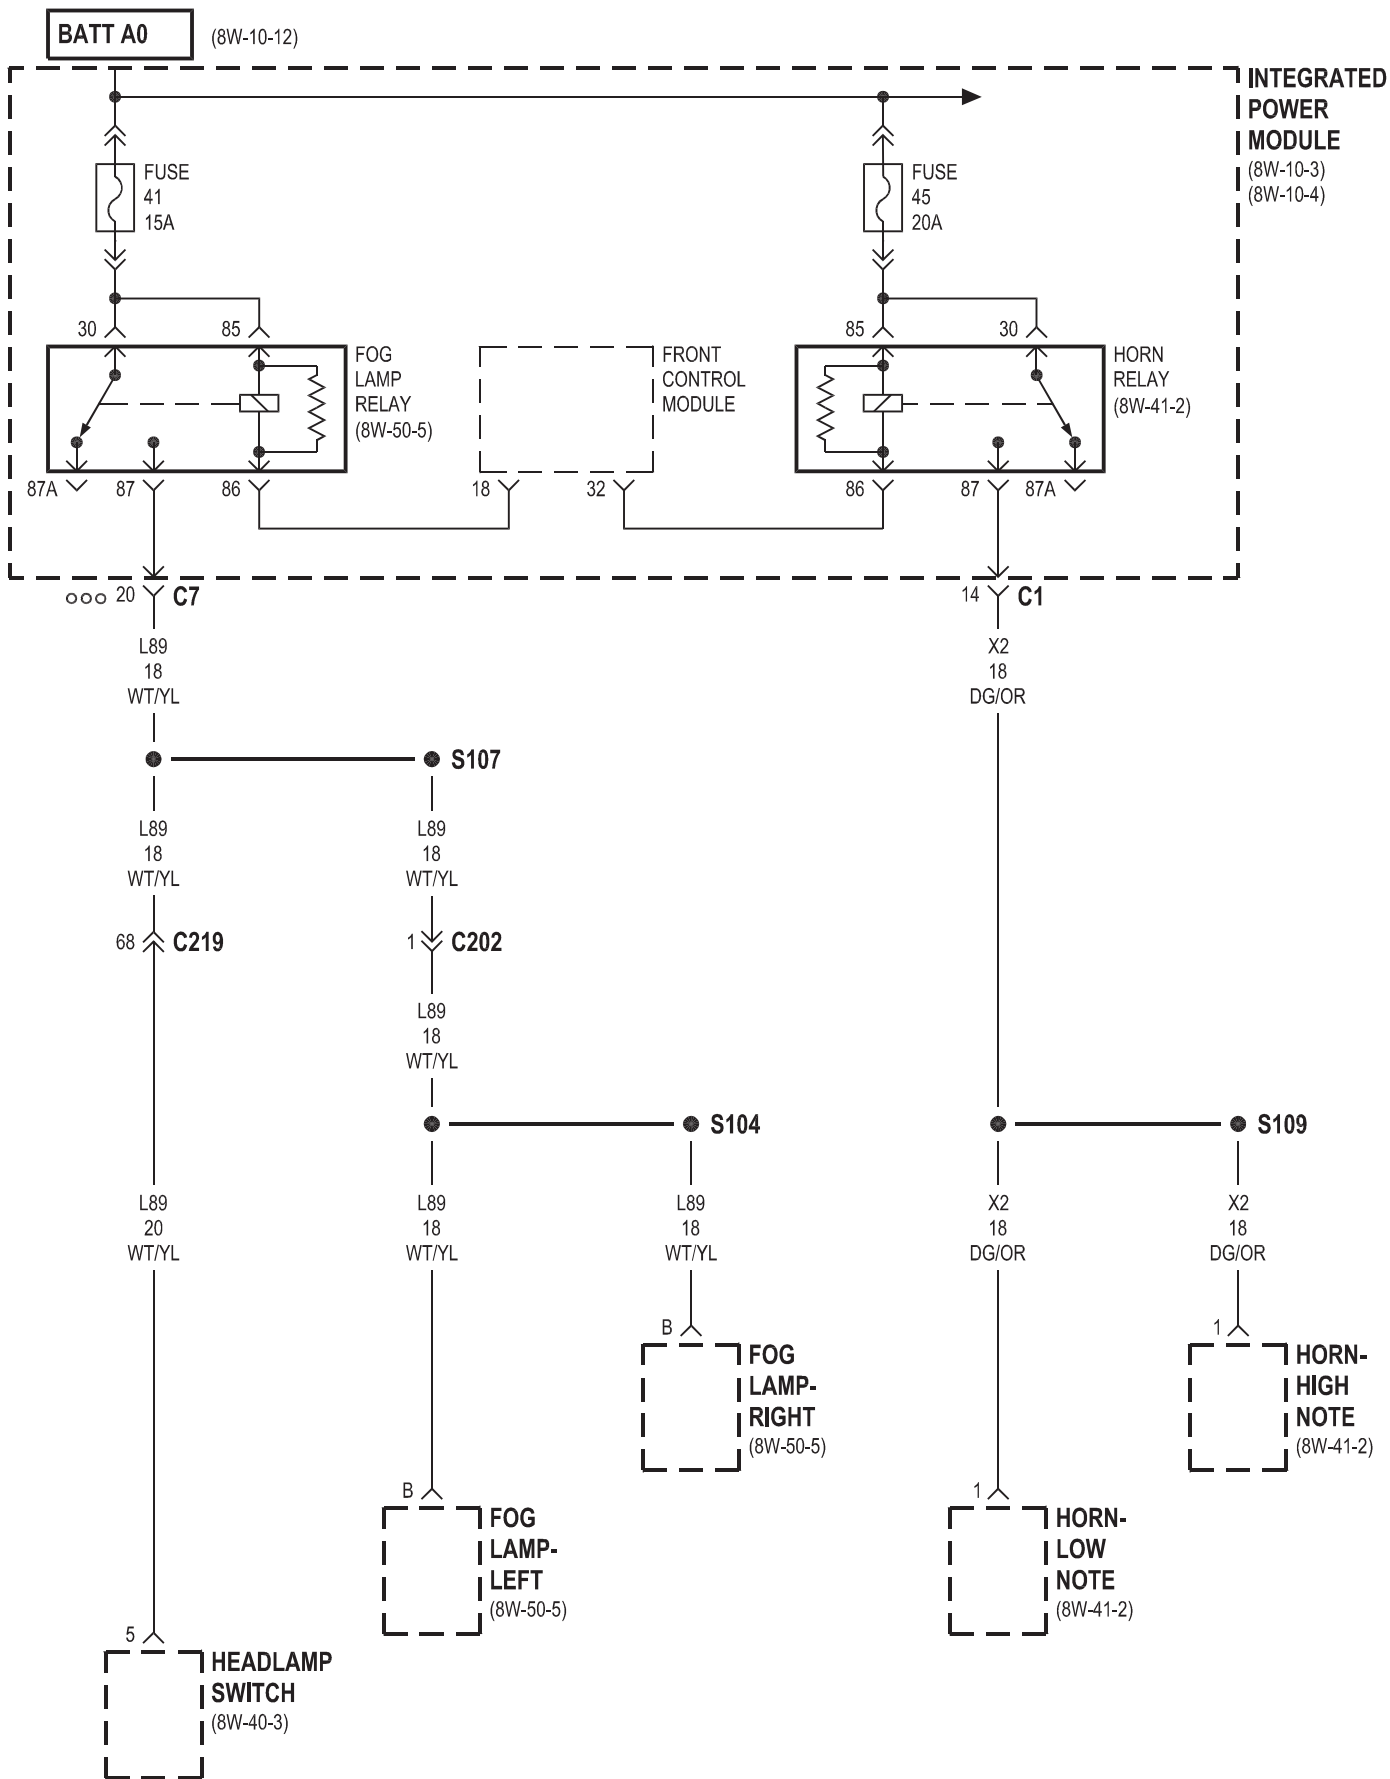 BATT A0
(8W-10-12)
INTEGRATED
POWER
MODULE
(8W-10-3)
(8W-10-4)
FUSE
41
15A
FUSE
45
20A
30
85
85
30
FOG
LAMP
RELAY
(8W-50-5)
FRONT
CONTROL
MODULE
HORN
RELAY
(8W-41-2)
87A
87
86
18
32
86
87
87A
20
C7
14
C1
L89
18
WT/YL
X2
18
DG/OR
S107
L89
18
WT/YL
L89
18
WT/YL
68
C219
1
C202
L89
18
WT/YL
S104
S109
L89
20
WT/YL
L89
18
WT/YL
L89
18
WT/YL
X2
18
DG/OR
X2
18
DG/OR
B
FOG
LAMP-
RIGHT
(8W-50-5)
1
HORN-
HIGH
NOTE
(8W-41-2)
B
FOG
LAMP-
LEFT
(8W-50-5)
1
HORN-
LOW
NOTE
(8W-41-2)
5
HEADLAMP
SWITCH
(8W-40-3)